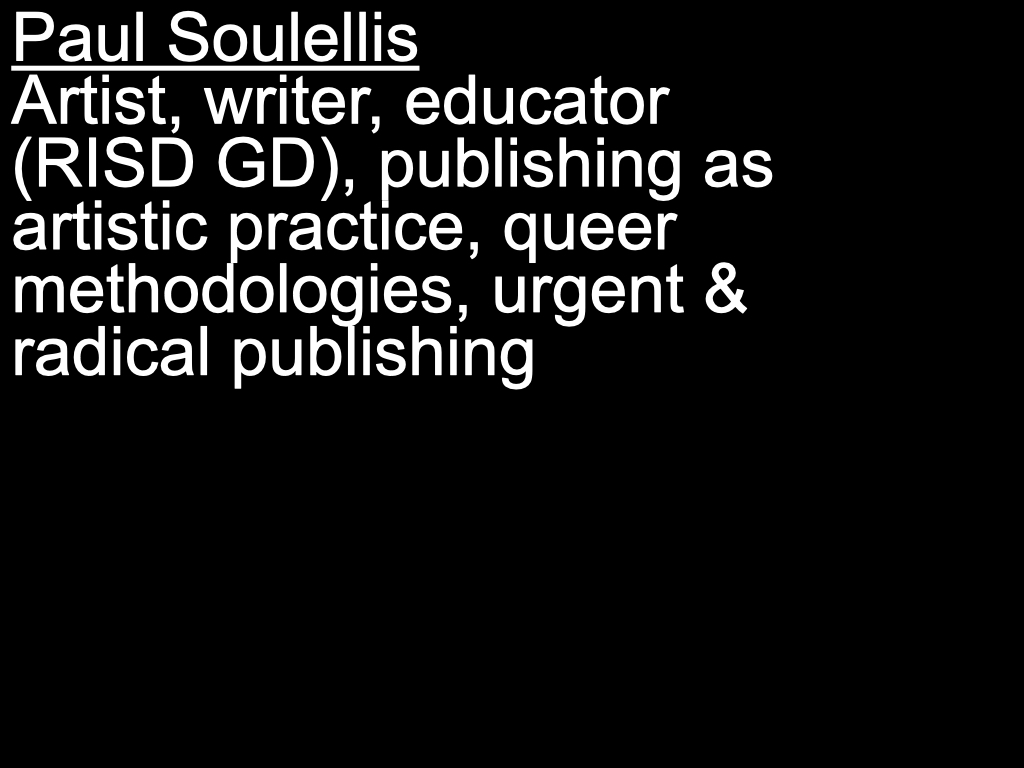 Paul Soulellis
Artist, writer, educator
(RISD GD), publishing as
artistic practice, queer
methodologies, urgent &
radical publishing